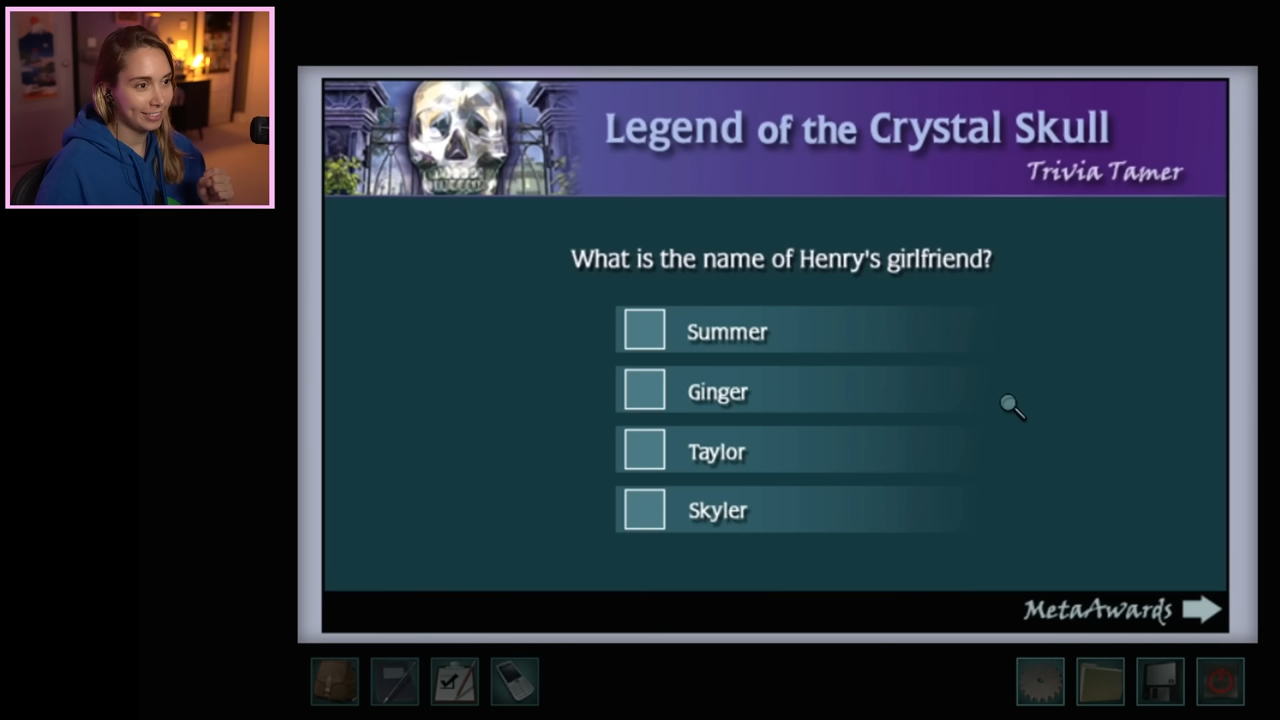 Legend of the Crystal Skull
Trivia Tamer
What is the name of Henry's girlfriend?
Summer
Ginger
Taylor
Skyler
MetaAwards